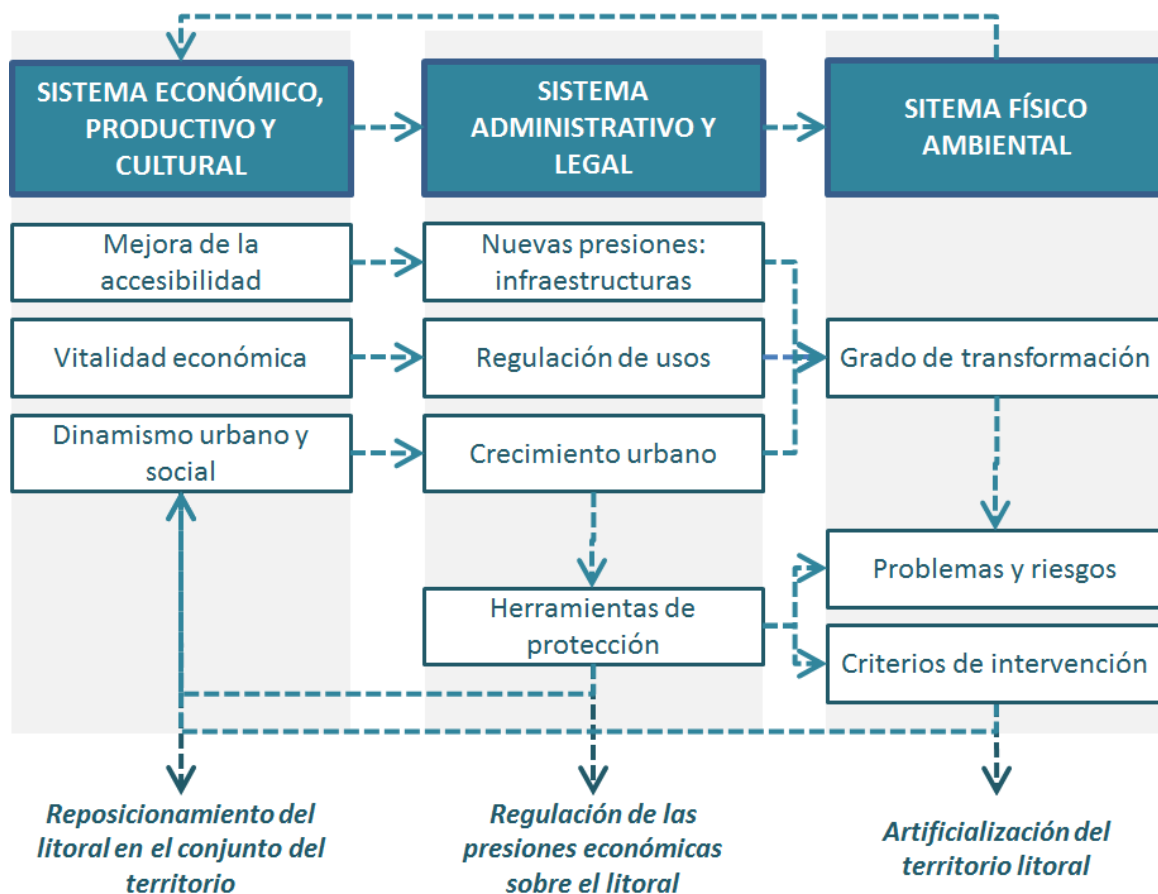 SISTEMA ECONÓMICO,
PRODUCTIVO Y
CULTURAL
SISTEMA
ADMINISTRATIVO Y
LEGAL
SITEMA FÍSICO
AMBIENTAL
Mejora de la
accesibilidad
Nuevas presiones:
infraestructuras
Vitalidad económica
Regulación de usos
Grado de transformación
Dinamismo urbano y
social
Crecimiento urbano
Problemas y riesgos
Herramientas de
protección
Criterios de intervención
Reposicionamiento del
litoral en el conjunto del
territorio
Regulación de las
presiones económicas
sobre el litoral
Artificialización del
territorio litoral